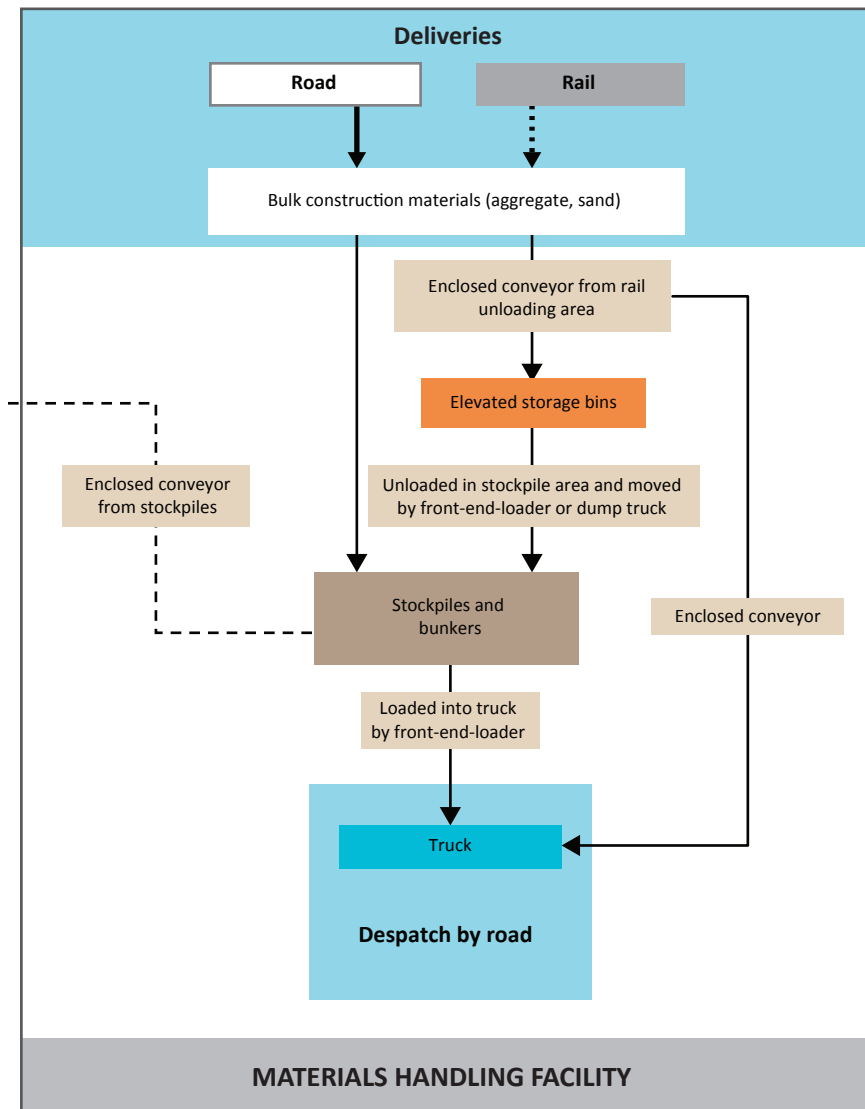 Deliveries
Road
Rail
Bulk construction materials (aggregate, sand)
Enclosed conveyor from rail
unloading area
Elevated storage bins
Enclosed conveyor
from stockpiles
Unloaded in stockpile area and moved
by front-end-loader or dump truck
Stockpiles and
bunkers
Enclosed conveyor
Loaded into truck
by front-end-loader
Truck
Despatch by road
MATERIALS HANDLING FACILITY